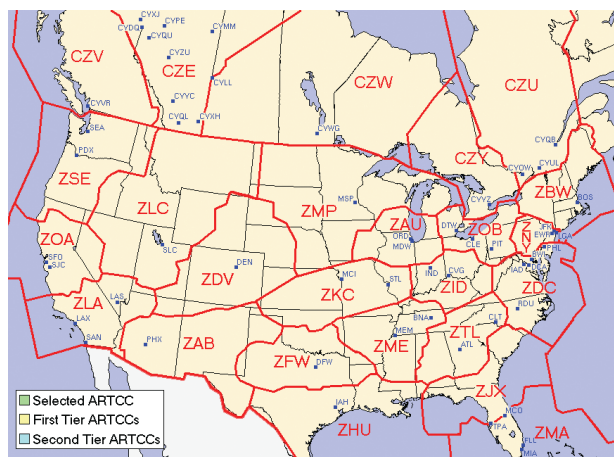 CYXJ
CYDQ
CYPE
CYMM
CYQU
CZV
CYZU
CZE
CYLL
CZW
CZU
CYYC
CYVR
CYQL
CYXH
CYWG
CYQB
SEA
CZY
CYOW
CYUL
PDX
ZSE
ZLC
ZMP
MSP
CYYZ
ZBW
BOS
ZOA
ZAU
DTW
ZOB
ZNY
JFK
LGA
EWR
ORD
MDW
CLE
PIT
PHL
SLC
SFO
SJC
DEN
ZDV
MCI
IND
CVG
IAD
BWI
DCA
ZKC
STL
ZID
ZDC
ZLA
LAS
RDU
LAX
BNA
CLT
SAN
PHX
ZAB
MEM
ZME
ZTL
ATL
ZFW
DFW
ZJX
IAH
MCO
ZHU
TPA
ZMA
FLL
MIA
Selected ARTCC
First Tier ARTCCs
Second Tier ARTCCs